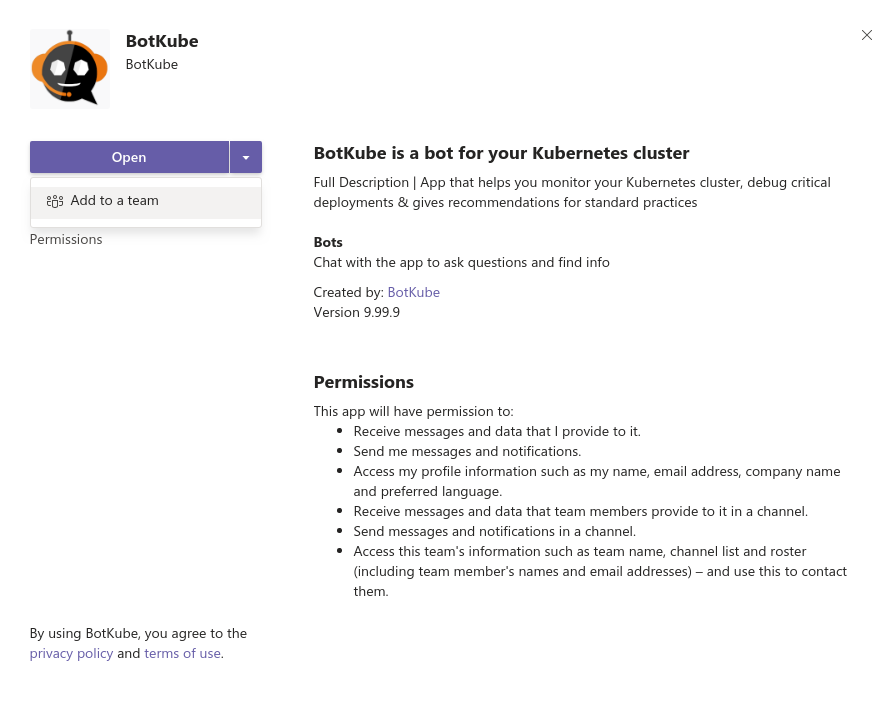 BotKube
BotKube
Open
Add to a team
Permissions
BotKube is a bot for your Kubernetes cluster
Full Description | App that helps you monitor your Kubernetes cluster, debug critical
deployments & gives recommendations for standard practices
Bots
Chat with the app to ask questions and find info
Created by: BotKube
Version 9.99.9
Permissions
This app will have permission to:
• Receive messages and data that I provide to it.
• Send me messages and notifications.
• Access my profile information such as my name, email address, company name
and preferred language.
• Receive messages and data that team members provide to it in a channel.
• Send messages and notifications in a channel.
• Access this team's information such as team name, channel list and roster
(including team member's names and email addresses) – and use this to contact
them.
By using BotKube, you agree to the
privacy policy and terms of use.